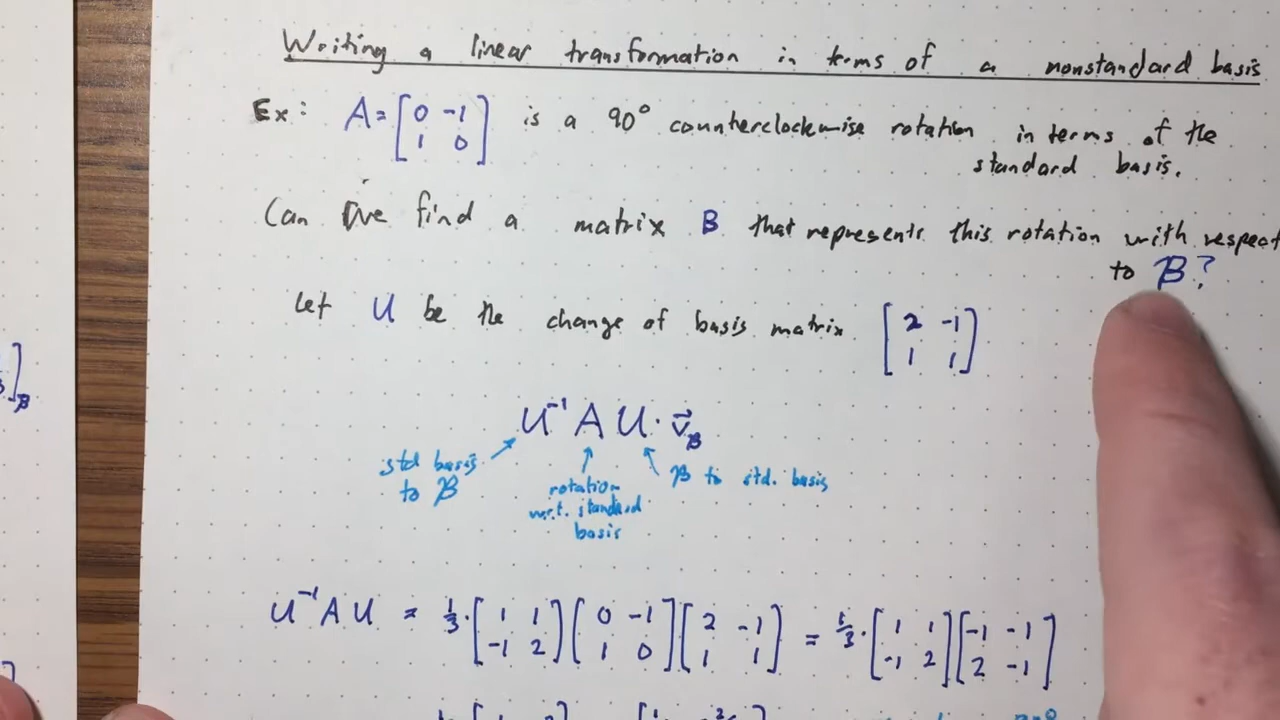 Writing a linear transformation in terms of a nonstandard basis
Ex: A = [0 -1; 1 0] is a 90° counterclockwise rotation in terms of the
standard basis.
Can we find a matrix B that represents this rotation with respect
to ℬ?
Let U be the change of basis matrix [2 -1; 1 1]
U⁻¹ A U · v⃗_ℬ
std basis to ℬ
rotation w.r.t. standard basis
ℬ to std. basis
U⁻¹ A U = 1/3 · [1 1; -1 2] [0 -1; 1 0] [2 -1; 1 1] = 1/3 · [1 1; -1 2] [-1 -1; 2 -1]